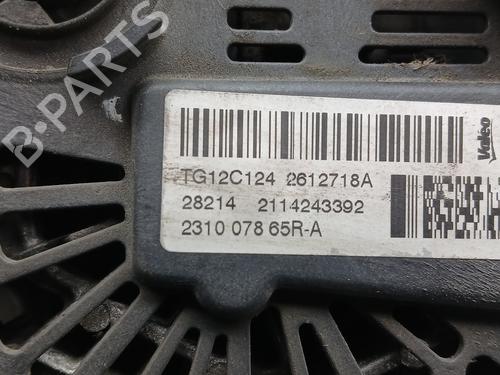 TG12C124 2612718A
28214 2114243392
2310 078 65R-A
Valeo
B-PARTS